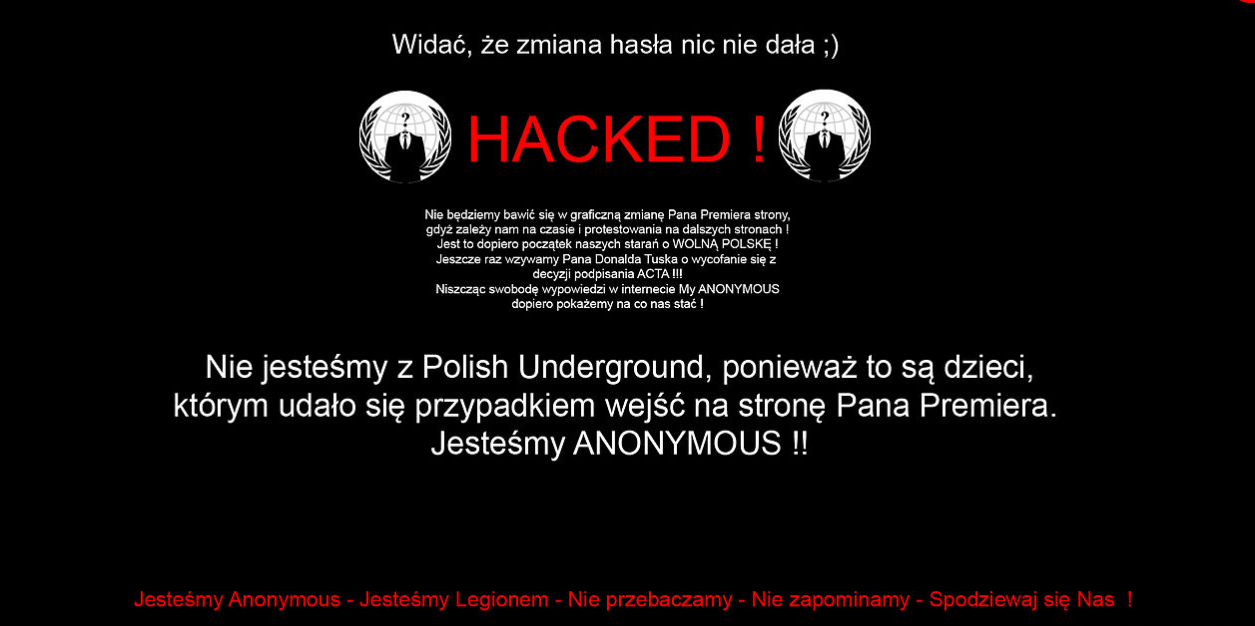 Widać, że zmiana hasła nic nie dała ;)
HACKED !
Nie będziemy bawić się w graficzną zmianę Pana Premiera strony,
gdyż zależy nam na czasie i protestowania na dalszych stronach !
Jest to dopiero początek naszych starań o WOLNĄ POLSKĘ !
Jeszcze raz wzywamy Pana Donalda Tuska o wycofanie się z
decyzji podpisania ACTA !!!
Niszcząc swobodę wypowiedzi w internecie My ANONYMOUS
dopiero pokażemy na co nas stać !
Nie jesteśmy z Polish Underground, ponieważ to są dzieci,
którym udało się przypadkiem wejść na stronę Pana Premiera.
Jesteśmy ANONYMOUS !!
Jesteśmy Anonymous - Jesteśmy Legionem - Nie przebaczamy - Nie zapominamy - Spodziewaj się Nas !